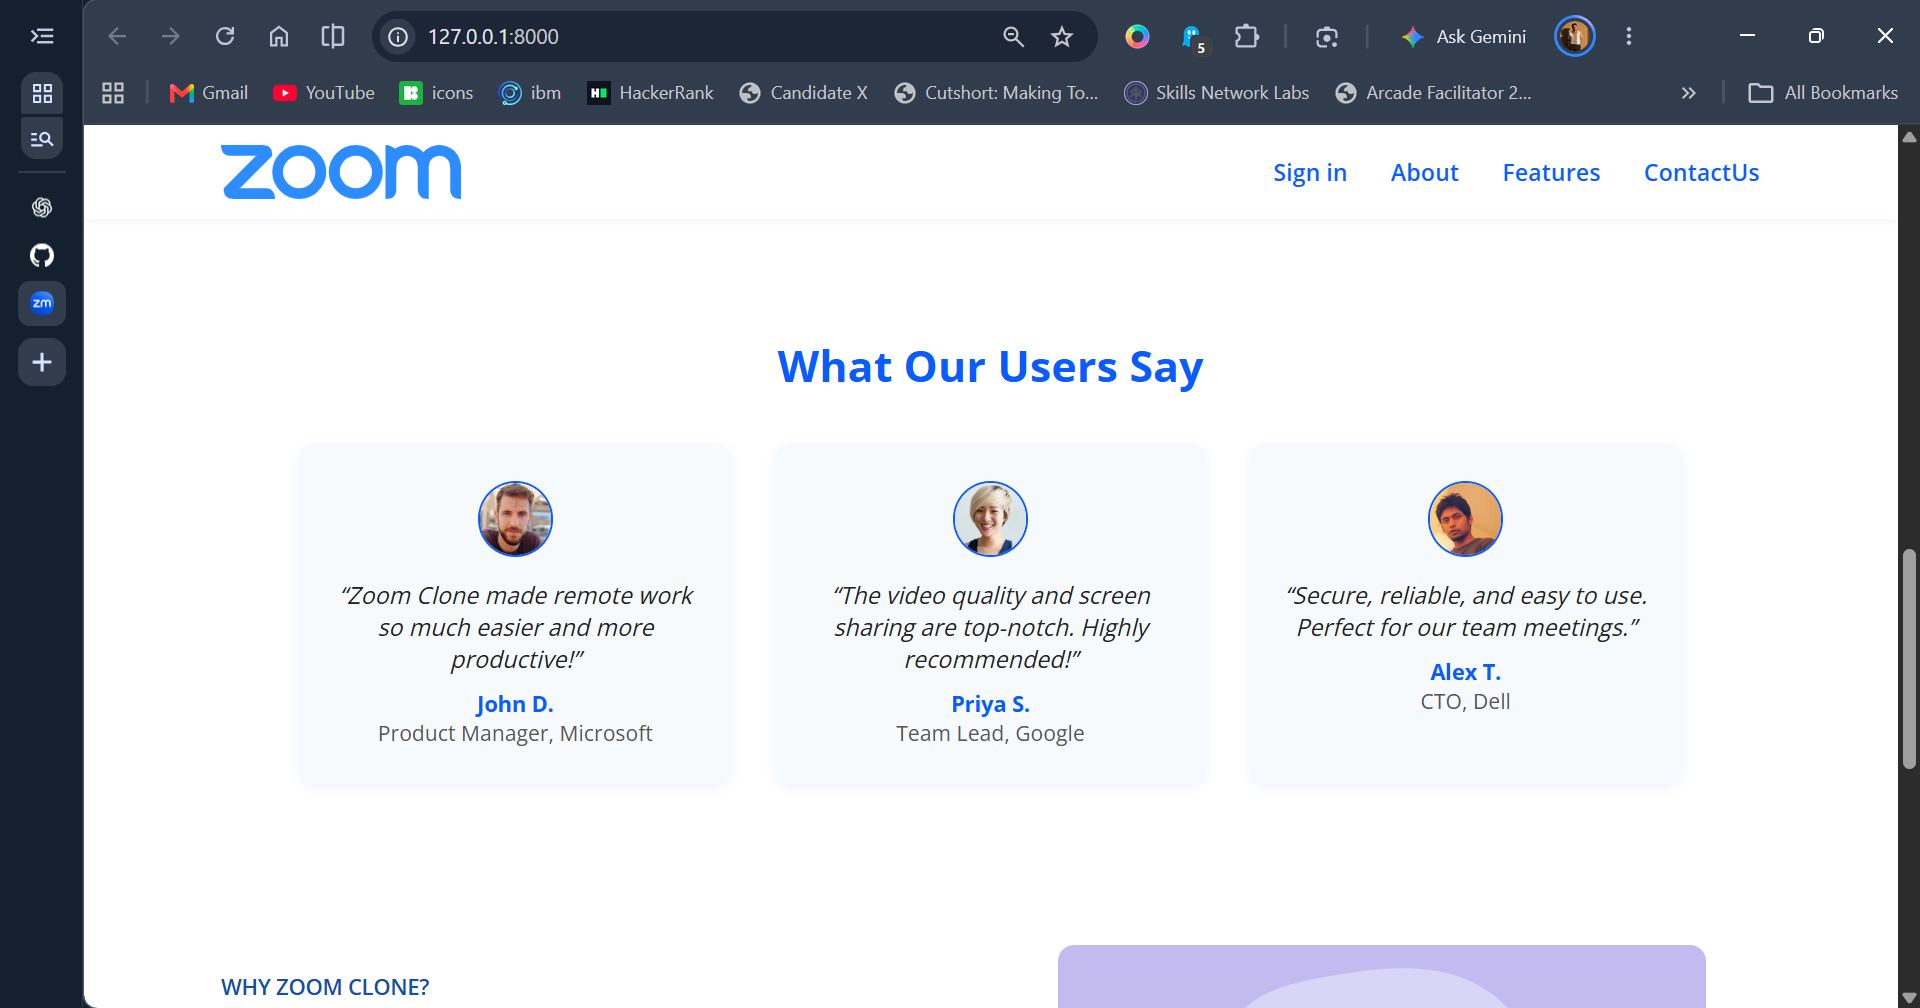 127.0.0.1:8000
5
Ask Gemini
Gmail
YouTube
icons
ibm
HackerRank
Candidate X
Cutshort: Making To...
Skills Network Labs
Arcade Facilitator 2...
All Bookmarks
zoom
Sign in
About
Features
ContactUs
zm
What Our Users Say
“Zoom Clone made remote work
so much easier and more
productive!”
John D.
Product Manager, Microsoft
“The video quality and screen
sharing are top-notch. Highly
recommended!”
Priya S.
Team Lead, Google
“Secure, reliable, and easy to use.
Perfect for our team meetings.”
Alex T.
CTO, Dell
WHY ZOOM CLONE?